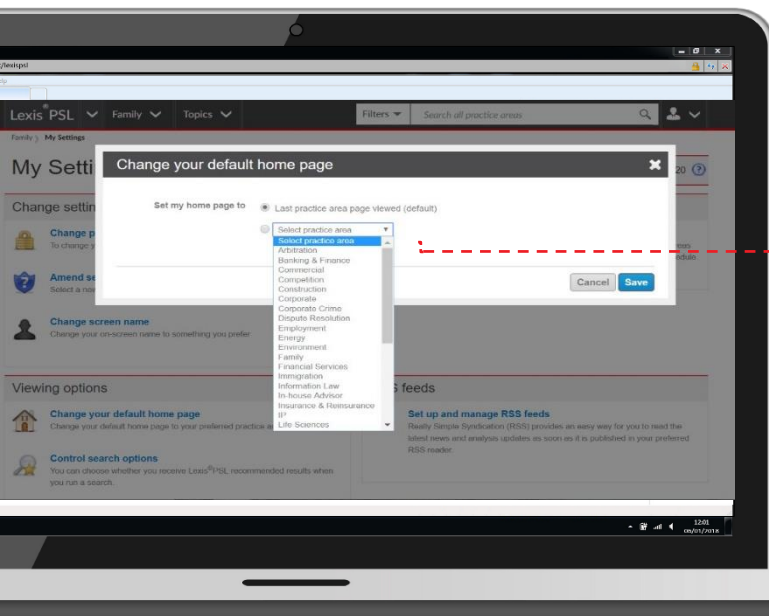 /lexispsl
Lexis®PSL Family Topics Filters Search all practice areas
Family > My Settings
My Setti
20 ?
Change your default home page
Set my home page to Last practice area page viewed (default)
Select practice area
Select practice area
Arbitration
Banking & Finance
Commercial
Competition
Construction
Corporate
Corporate Crime
Dispute Resolution
Employment
Energy
Environment
Family
Financial Services
Immigration
Information Law
In-house Advisor
Insurance & Reinsurance
IP
Life Sciences
Cancel Save
Change settin
Change p
To change y
Amend se
Select a new
Change screen name
Change your on-screen name to something you prefer
Viewing options
Change your default home page
Change your default home page to your preferred practice a
Control search options
You can choose whether you receive Lexis®PSL recommended results when
you run a search.
S feeds
Set up and manage RSS feeds
Really Simple Syndication (RSS) provides an easy way for you to read the
latest news and analysis updates as soon as it is published in your preferred
RSS reader.
12:01
08/01/2018